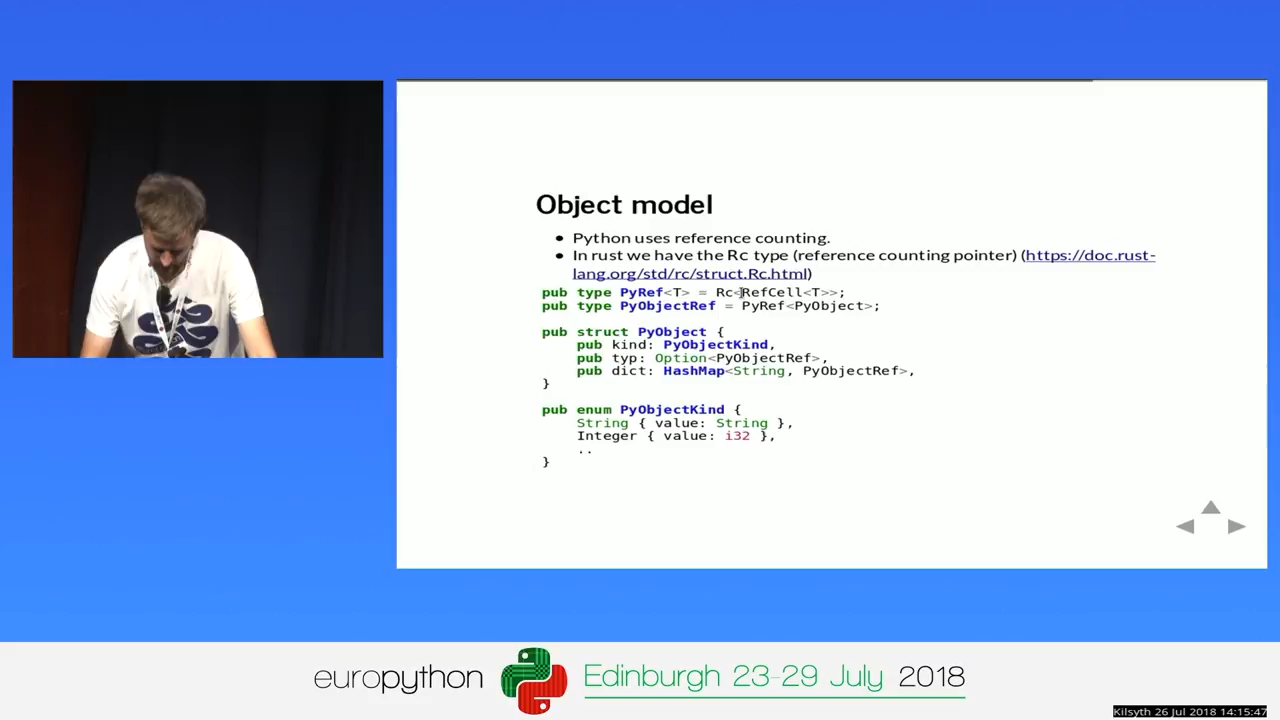 Object model
Python uses reference counting.
In rust we have the Rc type (reference counting pointer) (https://doc.rust-
lang.org/std/rc/struct.Rc.html)
pub type PyRef<T> = Rc<RefCell<T>>;
pub type PyObjectRef = PyRef<PyObject>;
pub struct PyObject {
pub kind: PyObjectKind,
pub typ: Option<PyObjectRef>,
pub dict: HashMap<String, PyObjectRef>,
}
pub enum PyObjectKind {
String { value: String },
Integer { value: i32 },
..
}
europython Edinburgh 23-29 July 2018
Kilsyth 26 Jul 2018 14:15:47